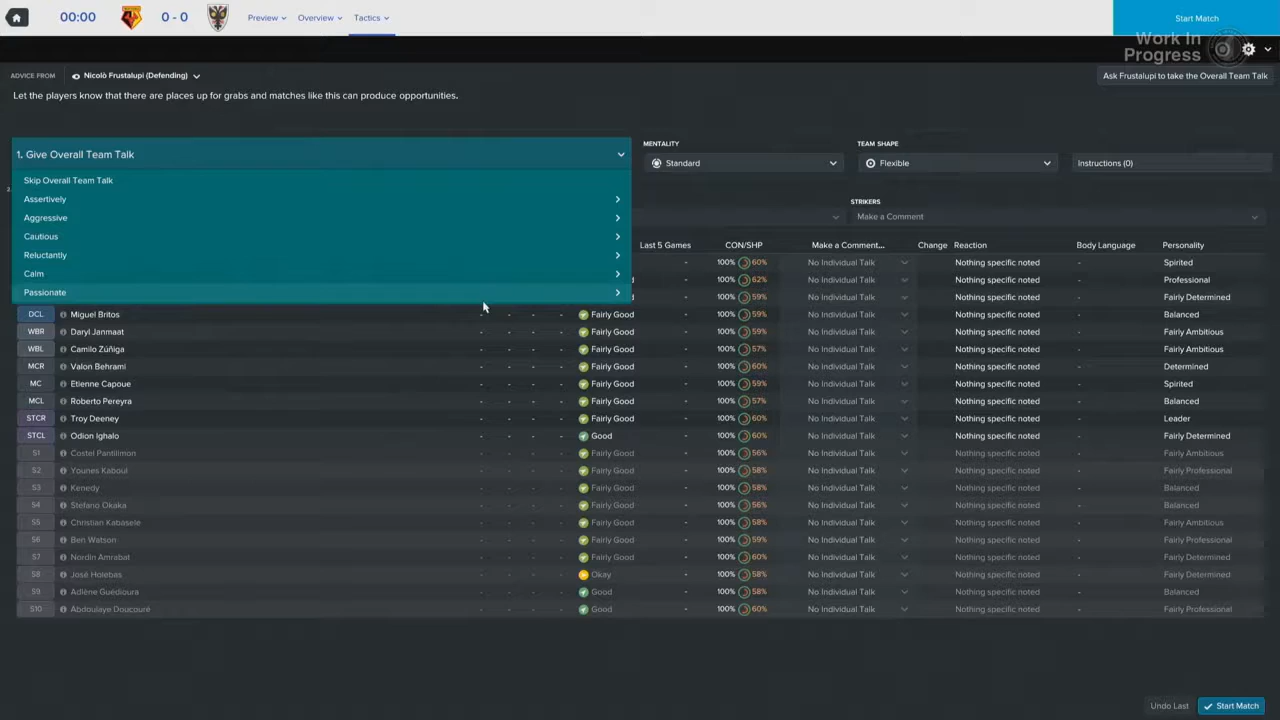 00:00 0 - 0 Preview Overview Tactics Start Match
Work In
Progress
ADVICE FROM Nicolò Frustalupi (Defending) Ask Frustalupi to take the Overall Team Talk
Let the players know that there are places up for grabs and matches like this can produce opportunities.
MENTALITY TEAM SHAPE
1. Give Overall Team Talk Standard Flexible Instructions (0)
Skip Overall Team Talk
Assertively STRIKERS
Aggressive Make a Comment
Cautious
Last 5 Games CON/SHP Make a Comment... Change Reaction Body Language Personality
Reluctantly
100% 60% No Individual Talk Nothing specific noted - Spirited
Calm
- 100% 62% No Individual Talk Nothing specific noted - Professional
Passionate
- 100% 59% No Individual Talk Nothing specific noted - Fairly Determined
DCL Miguel Britos - - - - Fairly Good - 100% 59% No Individual Talk Nothing specific noted - Balanced
WBR Daryl Janmaat - - - - Fairly Good - 100% 59% No Individual Talk Nothing specific noted - Fairly Ambitious
WBL Camilo Zúñiga - - - - Fairly Good - 100% 57% No Individual Talk Nothing specific noted - Fairly Ambitious
MCR Valon Behrami - - - - Fairly Good - 100% 60% No Individual Talk Nothing specific noted - Determined
MC Etienne Capoue - - - - Fairly Good - 100% 59% No Individual Talk Nothing specific noted - Spirited
MCL Roberto Pereyra - - - - Fairly Good - 100% 57% No Individual Talk Nothing specific noted - Balanced
STCR Troy Deeney - - - - Fairly Good - 100% 60% No Individual Talk Nothing specific noted - Leader
STCL Odion Ighalo - - - - Good - 100% 60% No Individual Talk Nothing specific noted - Fairly Determined
S1 Costel Pantilimon - - - - Fairly Good - 100% 56% No Individual Talk Nothing specific noted - Fairly Ambitious
S2 Younes Kaboul - - - - Fairly Good - 100% 58% No Individual Talk Nothing specific noted - Fairly Professional
S3 Kenedy - - - - Fairly Good - 100% 58% No Individual Talk Nothing specific noted - Balanced
S4 Stefano Okaka - - - - Fairly Good - 100% 56% No Individual Talk Nothing specific noted - Balanced
S5 Christian Kabasele - - - - Fairly Good - 100% 58% No Individual Talk Nothing specific noted - Fairly Ambitious
S6 Ben Watson - - - - Fairly Good - 100% 59% No Individual Talk Nothing specific noted - Fairly Professional
S7 Nordin Amrabat - - - - Fairly Good - 100% 60% No Individual Talk Nothing specific noted - Fairly Determined
S8 José Holebas - - - - Okay - 100% 58% No Individual Talk Nothing specific noted - Fairly Determined
S9 Adlène Guédioura - - - - Good - 100% 58% No Individual Talk Nothing specific noted - Balanced
S10 Abdoulaye Doucouré - - - - Good - 100% 60% No Individual Talk Nothing specific noted - Fairly Professional
Undo Last Start Match